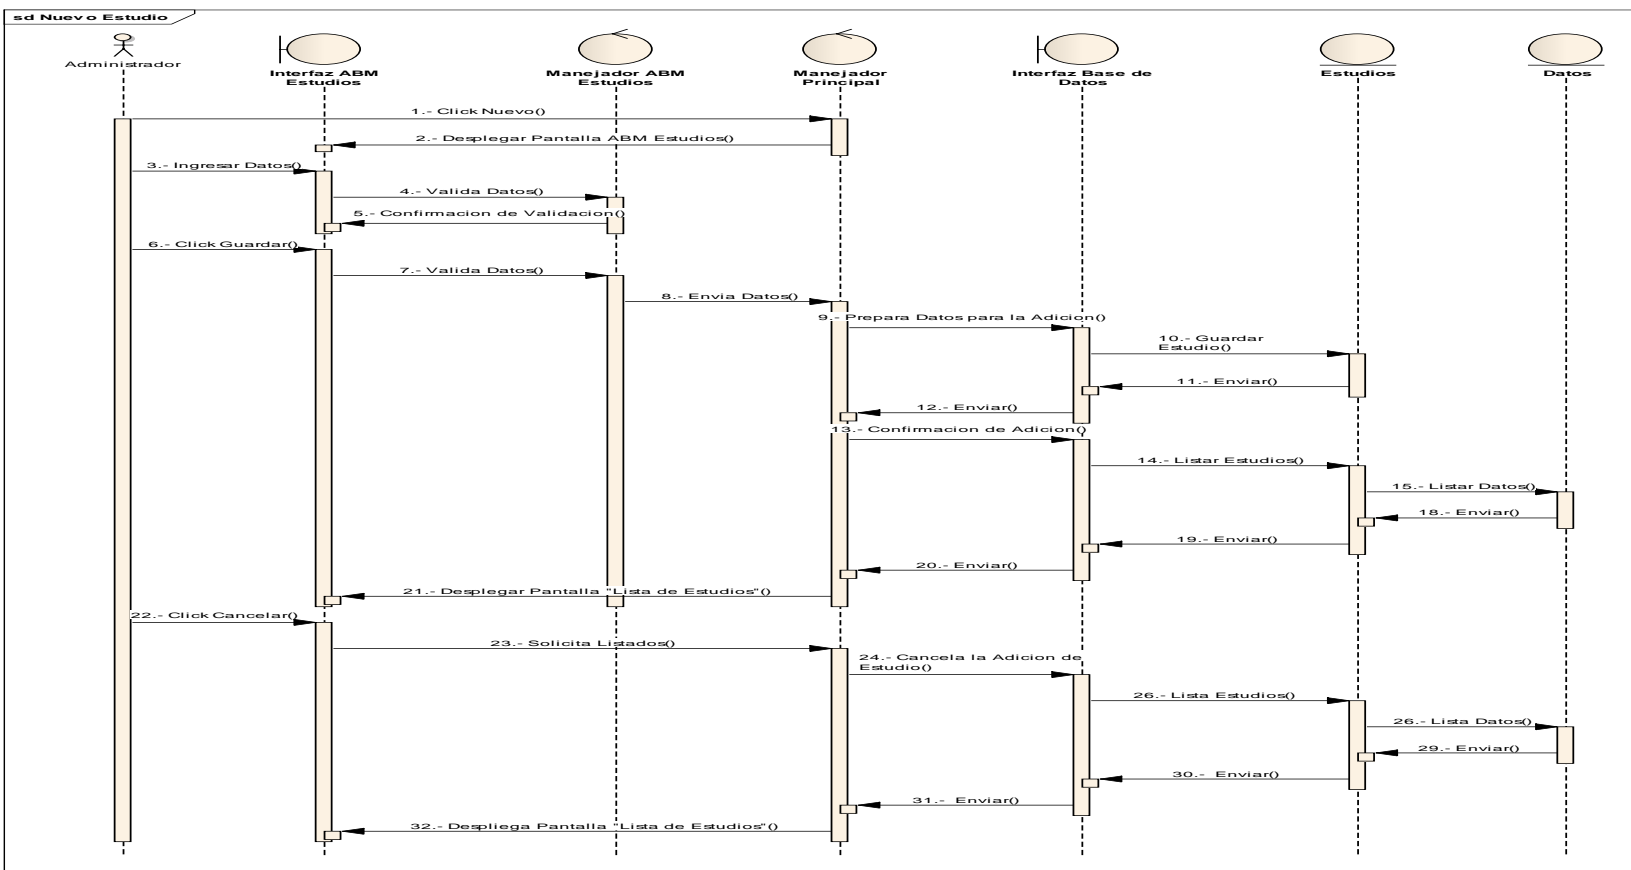 sd Nuevo Estudio
Administrador
Interfaz ABM
Estudios
Manejador ABM
Estudios
Manejador
Principal
Interfaz Base de
Datos
Estudios
Datos
1.- Click Nuevo()
2.- Desplegar Pantalla ABM Estudios()
3.- Ingresar Datos()
4.- Valida Datos()
5.- Confirmacion de Validacion()
6.- Click Guardar()
7.- Valida Datos()
8.- Envia Datos()
9.- Prepara Datos para la Adicion()
10.- Guardar
Estudio()
11.- Enviar()
12.- Enviar()
13.- Confirmacion de Adicion()
14.- Listar Estudios()
15.- Listar Datos()
18.- Enviar()
19.- Enviar()
20.- Enviar()
21.- Desplegar Pantalla "Lista de Estudios"()
22.- Click Cancelar()
23.- Solicita Listados()
24.- Cancela la Adicion de
Estudio()
26.- Lista Estudios()
26.- Lista Datos()
29.- Enviar()
30.- Enviar()
31.- Enviar()
32.- Despliega Pantalla "Lista de Estudios"()